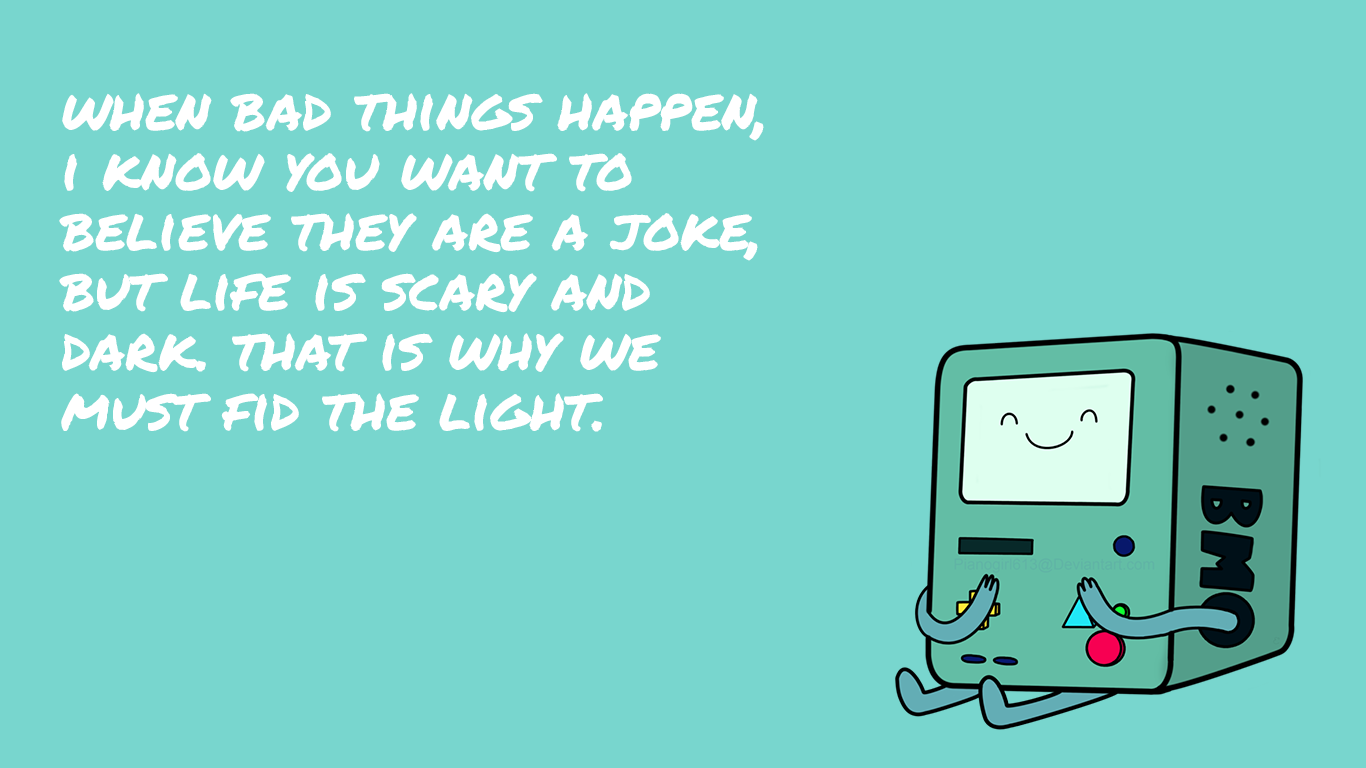 WHEN BAD THINGS HAPPEN,
I KNOW YOU WANT TO
BELIEVE THEY ARE A JOKE,
BUT LIFE IS SCARY AND
DARK. THAT IS WHY WE
MUST FID THE LIGHT.
BMO